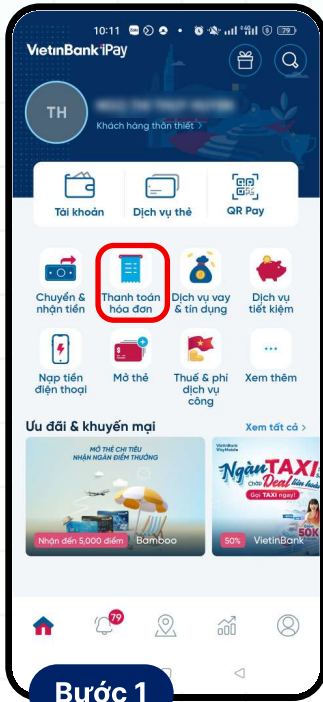 10:11
79
VietinBank iPay
TH
Khách hàng thân thiết >
Tài khoản
Dịch vụ thẻ
QR Pay
Chuyển &
nhận tiền
Thanh toán
hóa đơn
Dịch vụ vay
& tín dụng
Dịch vụ
tiết kiệm
Nạp tiền
điện thoại
Mở thẻ
Thuế & phí
dịch vụ
công
Xem thêm
Ưu đãi & khuyến mại
Xem tất cả >
MỞ THẺ CHI TIÊU
NHẬN NGÀN ĐIỂM THƯỞNG
Nhận đến 5,000 điểm
Bamboo
Ngàn TAXI
Chờ Deal liền hoàn
Gọi TAXI ngay!
50K
50%
VietinBank
79
Bước 1